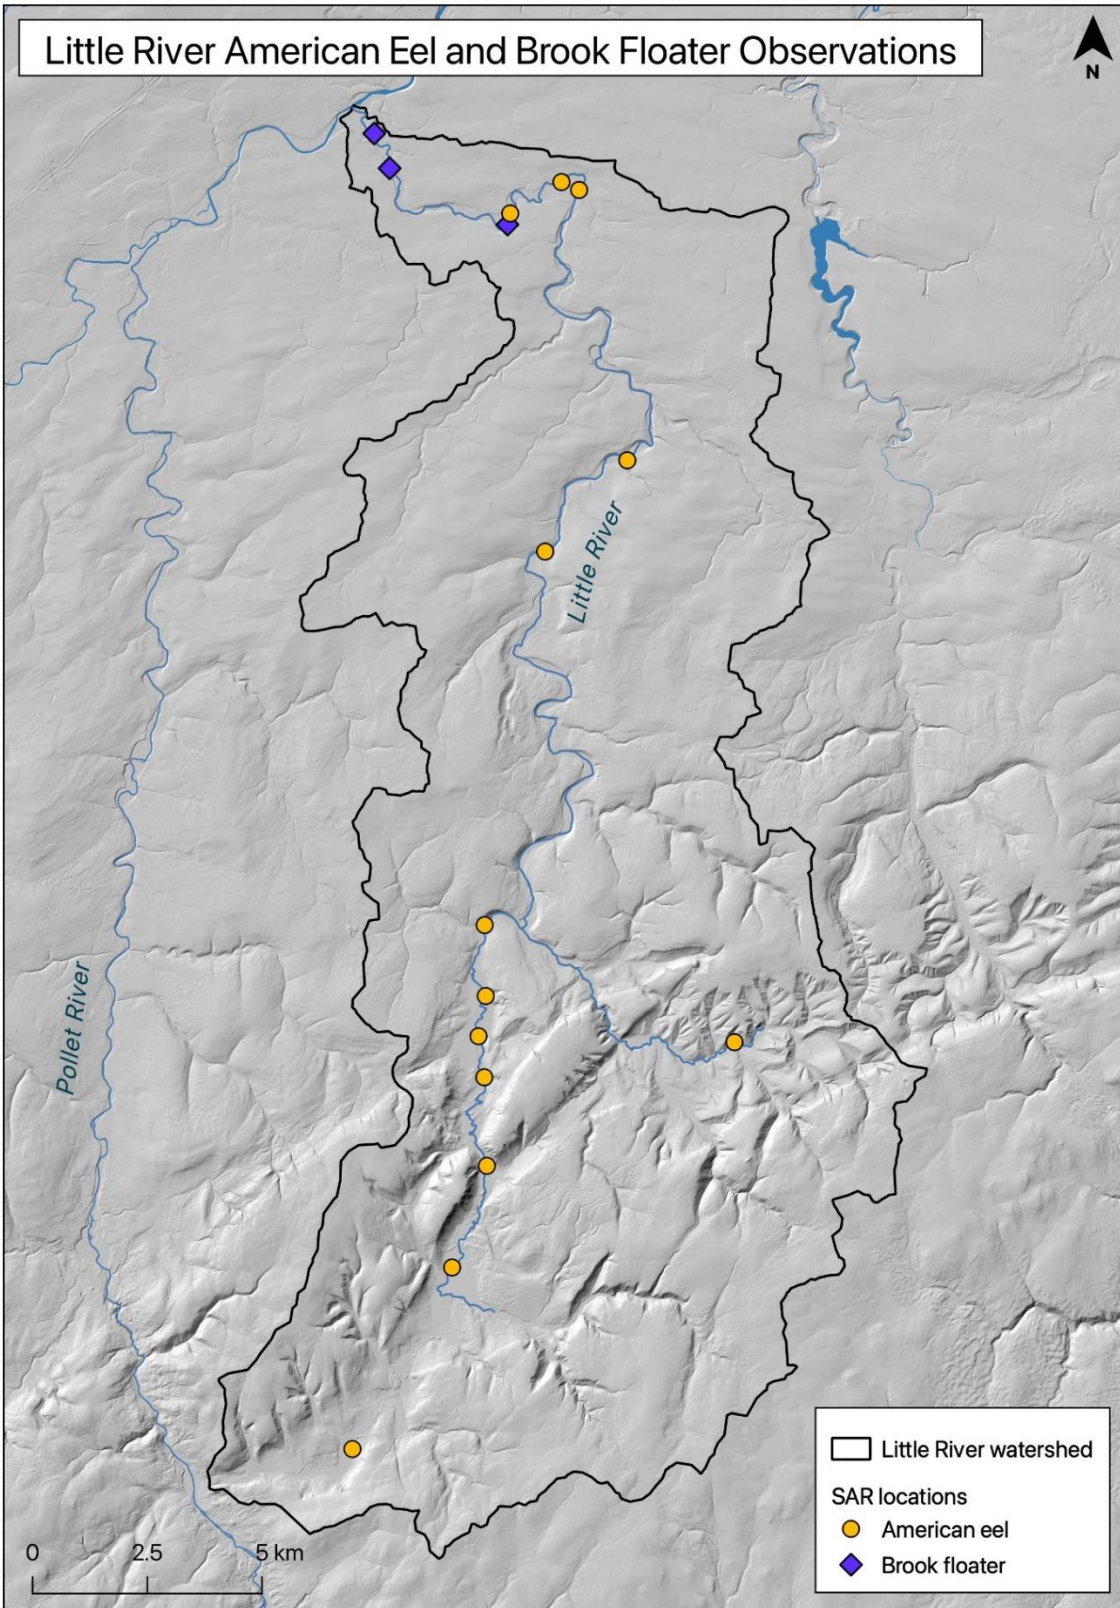 Little River American Eel and Brook Floater Observations
N
Little River
Pollet River
Little River watershed
SAR locations
American eel
Brook floater
0 2.5 5 km